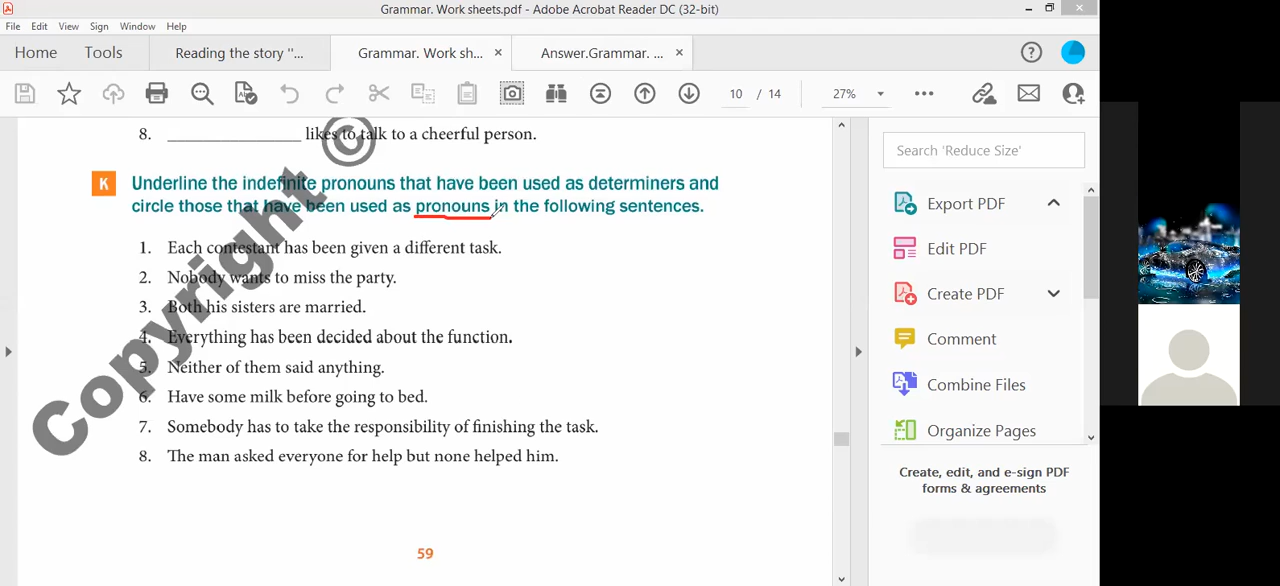 Grammar. Work sheets.pdf - Adobe Acrobat Reader DC (32-bit)
File Edit View Sign Window Help
Home Tools Reading the story "... Grammar. Work sh... × Answer.Grammar. ... ×
10 / 14 27%
8. ______________ likes to talk to a cheerful person.
K Underline the indefinite pronouns that have been used as determiners and
circle those that have been used as pronouns in the following sentences.
1. Each contestant has been given a different task.
2. Nobody wants to miss the party.
3. Both his sisters are married.
4. Everything has been decided about the function.
5. Neither of them said anything.
6. Have some milk before going to bed.
7. Somebody has to take the responsibility of finishing the task.
8. The man asked everyone for help but none helped him.
59
Copyright ©
Search 'Reduce Size'
Export PDF
Edit PDF
Create PDF
Comment
Combine Files
Organize Pages
Create, edit, and e-sign PDF
forms & agreements